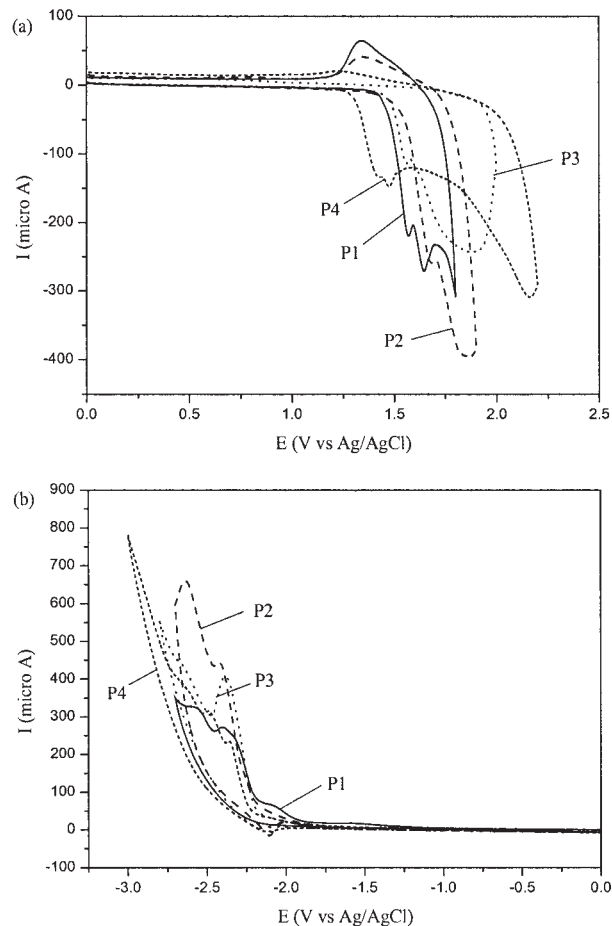 (a)
100
0
-100
-200
-300
-400
I (micro A)
P4
P1
P2
P3
0.0 0.5 1.0 1.5 2.0 2.5
E (V vs Ag/AgCl)
(b)
900
800
700
600
500
400
300
200
100
0
-100
I (micro A)
P2
P3
P4
P1
-3.0 -2.5 -2.0 -1.5 -1.0 -0.5 0.0
E (V vs Ag/AgCl)